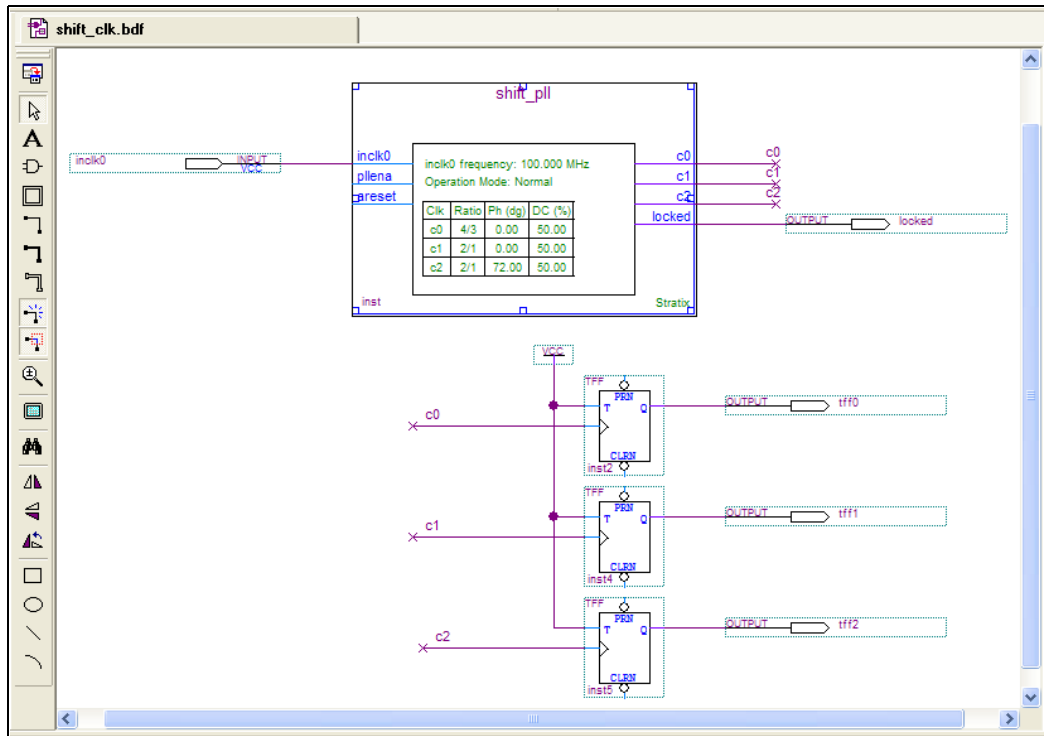 shift_clk.bdf
shift_pll
inclk0 INPUT VCC
inclk0
pllena
areset
inclk0 frequency: 100.000 MHz
Operation Mode: Normal
Clk Ratio Ph (dg) DC (%)
c0 4/3 0.00 50.00
c1 2/1 0.00 50.00
c2 2/1 72.00 50.00
c0 c0
c1 c1
c2 c2
locked
OUTPUT locked
inst Stratix
VCC
TFF
PRN
T Q
CLRN
inst2
c0
OUTPUT tff0
TFF
PRN
T Q
CLRN
inst4
c1
OUTPUT tff1
TFF
PRN
T Q
CLRN
inst5
c2
OUTPUT tff2
A